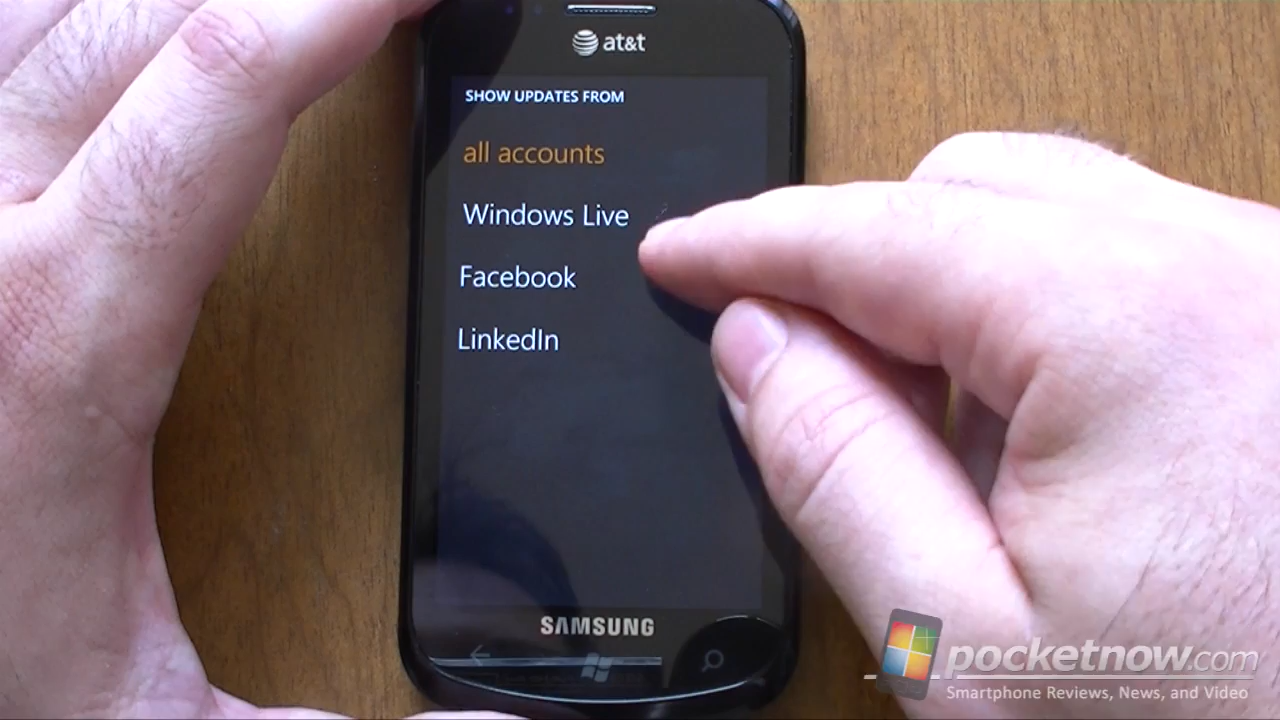 at&t
SHOW UPDATES FROM
all accounts
Windows Live
Facebook
LinkedIn
SAMSUNG
pocketnow.com
Smartphone Reviews, News, and Video